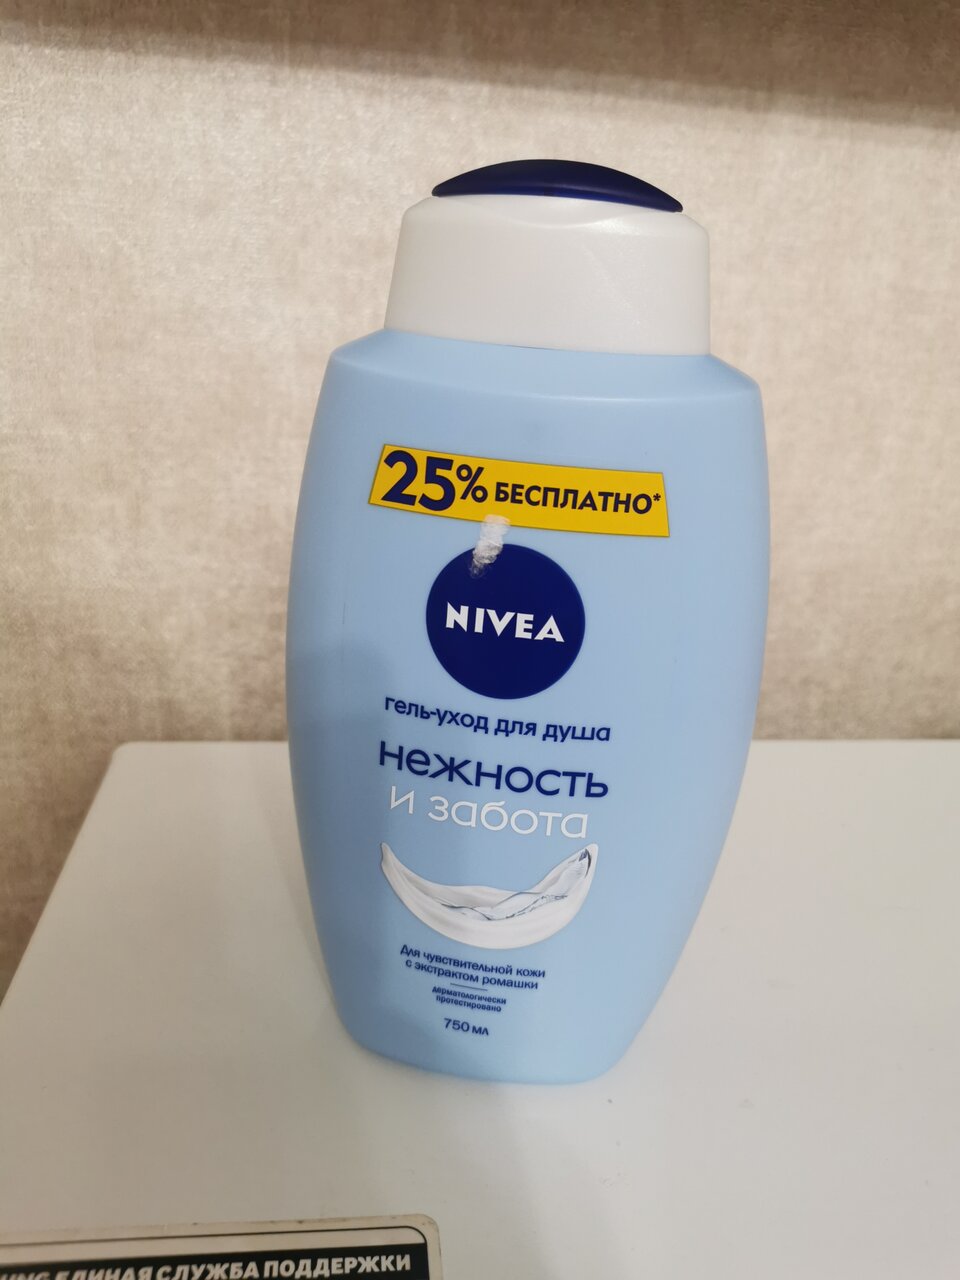 25% БЕСПЛАТНО*
NIVEA
гель-уход для душа
нежность
и забота
Для чувствительной кожи
с экстрактом ромашки
дерматологически
протестировано
750 мл
ЕДИНАЯ СЛУЖБА ПОДДЕРЖКИ